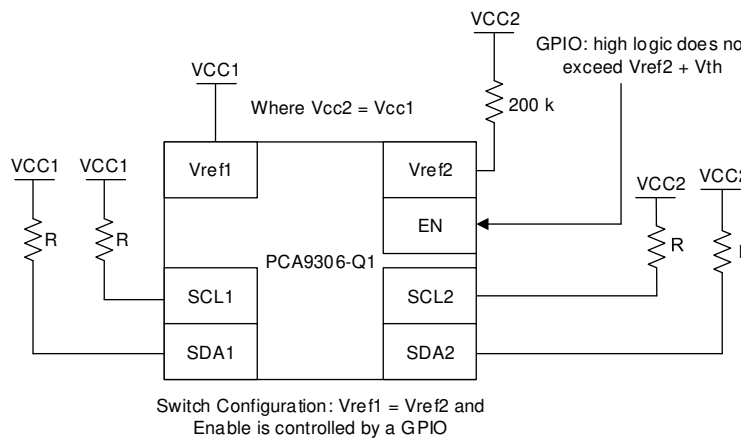 VCC2
GPIO: high logic does no
exceed Vref2 + Vth
VCC1
Where Vcc2 = Vcc1
200 k
VCC1
VCC1
Vref1
Vref2
VCC2
VCC2
EN
R
R
R
PCA9306-Q1
SCL1
SCL2
SDA1
SDA2
Switch Configuration: Vref1 = Vref2 and
Enable is controlled by a GPIO